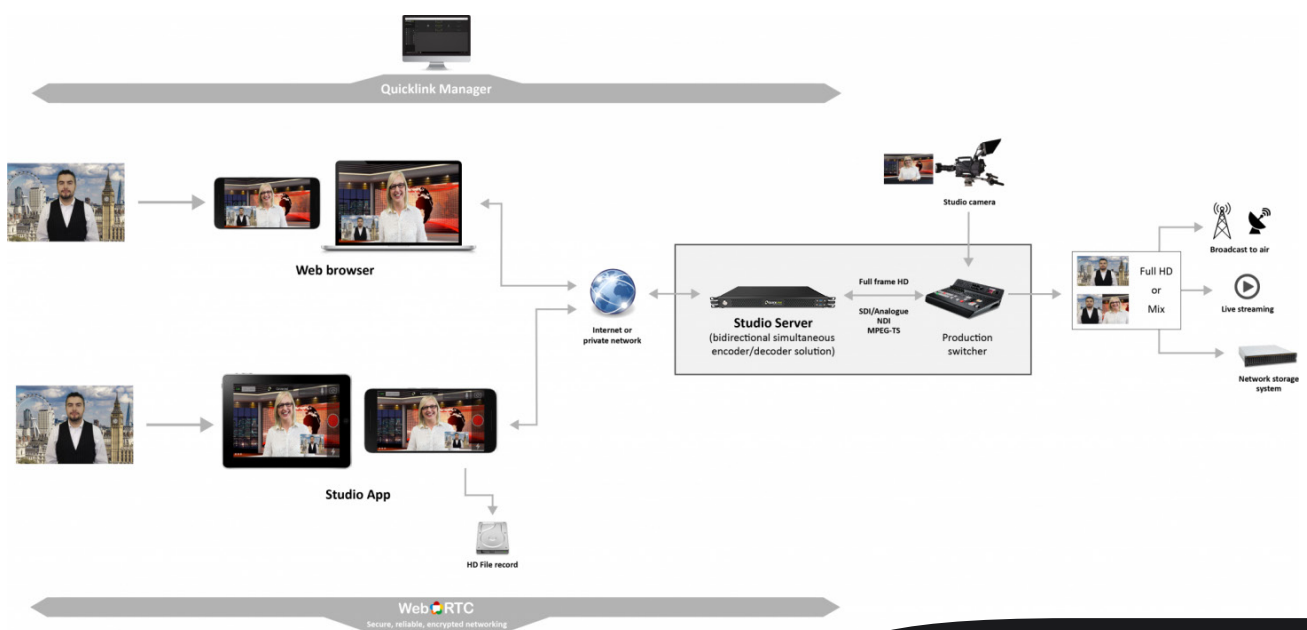 Quicklink Manager
Studio camera
Web browser
Broadcast to air
Full HD
or
Mix
Live streaming
Full frame HD
SDI/Analogue
NDI
MPEG-TS
Internet or
private network
Studio Server
(bidirectional simultaneous
encoder/decoder solution)
Production
switcher
Network storage
system
Studio App
HD File record
Web RTC
Secure, reliable, encrypted networking